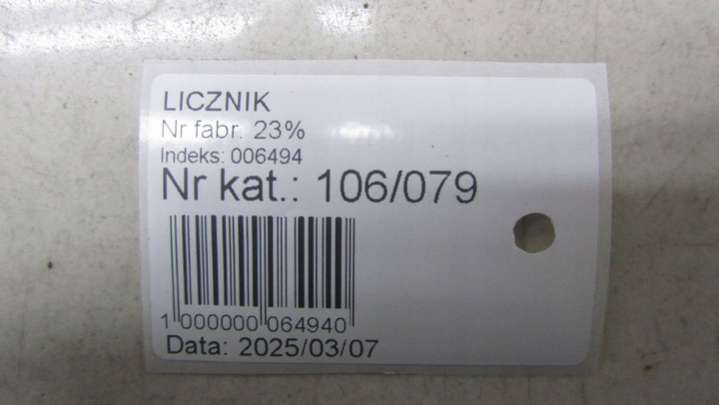 LICZNIK
Nr fabr. 23%
Indeks: 006494
Nr kat.: 106/079
1 000000 064940
Data: 2025/03/07